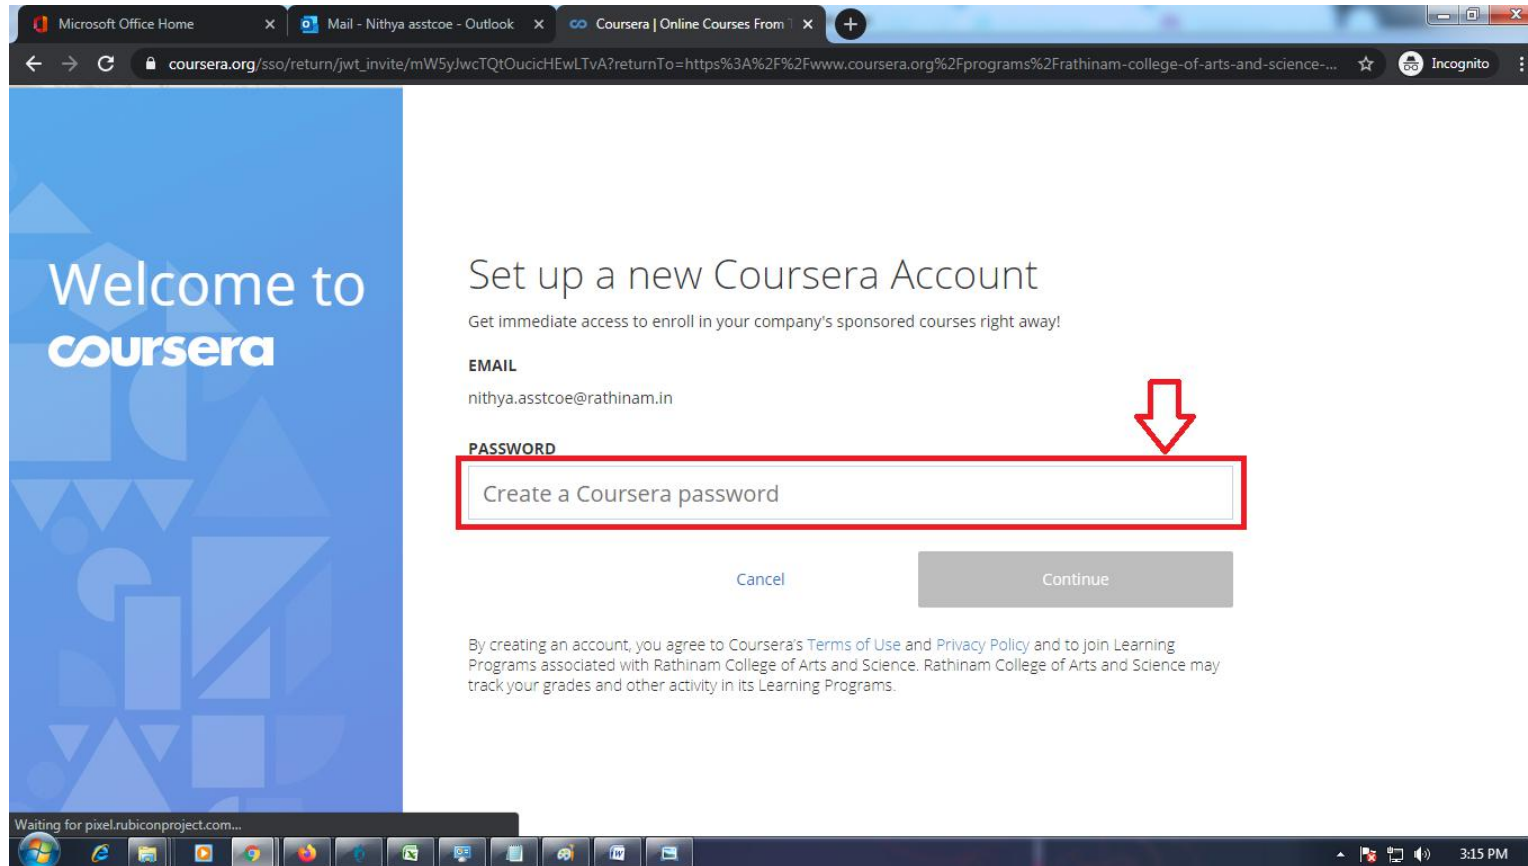 Microsoft Office Home
Mail - Nithya asstcoe - Outlook
Coursera | Online Courses From T
coursera.org/sso/return/jwt_invite/mW5yJwcTQtOucicHEwLTvA?returnTo=https%3A%2F%2Fwww.coursera.org%2Fprograms%2Frathinam-college-of-arts-and-science-...
Incognito
Welcome to
coursera
Set up a new Coursera Account
Get immediate access to enroll in your company's sponsored courses right away!
EMAIL
nithya.asstcoe@rathinam.in
PASSWORD
Create a Coursera password
Cancel
Continue
By creating an account, you agree to Coursera's Terms of Use and Privacy Policy and to join Learning
Programs associated with Rathinam College of Arts and Science. Rathinam College of Arts and Science may
track your grades and other activity in its Learning Programs.
Waiting for pixel.rubiconproject.com...
3:15 PM